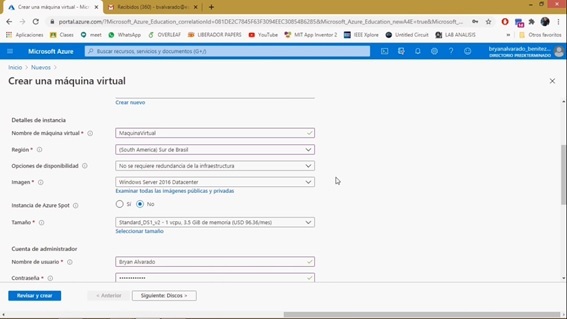 Crear una máquina virtual
Recibidos (380) - bvalvarado@
portal.azure.com/?Microsoft_Azure_Education_correlationId=081DE2C7845F63F3094EEC3085486285&Microsoft_Azure_Education_newA4E=true&Microsoft_
Aplicaciones
Clases
meet
WhatsApp
OVERLEAF
LIBERADOR PAPERS
YouTube
MIT App Inventor 2
IEEE Xplore
Untitled Circuit
LAB ANALISIS
Otros favoritos
Microsoft Azure
Buscar recursos, servicios y documentos (G+/)
bryanalvarado_benitez...
DIRECTORIO PREDETERMINADO
Inicio > Nuevos >
Crear una máquina virtual
Crear nuevo
Detalles de instancia
Nombre de máquina virtual *
MaquinaVirtual
Región *
(South America) Sur de Brasil
Opciones de disponibilidad
No se requiere redundancia de la infraestructura
Imagen *
Windows Server 2016 Datacenter
Examinar todas las imágenes públicas y privadas
Instancia de Azure Spot
Sí
No
Tamaño *
Standard_DS1_v2 - 1 vcpu, 3.5 GiB de memoria (USD 96.36/mes)
Seleccionar tamaño
Cuenta de administrador
Nombre de usuario *
Bryan Alvarado
Contraseña *
••••••••••••
Revisar y crear
< Anterior
Siguiente: Discos >